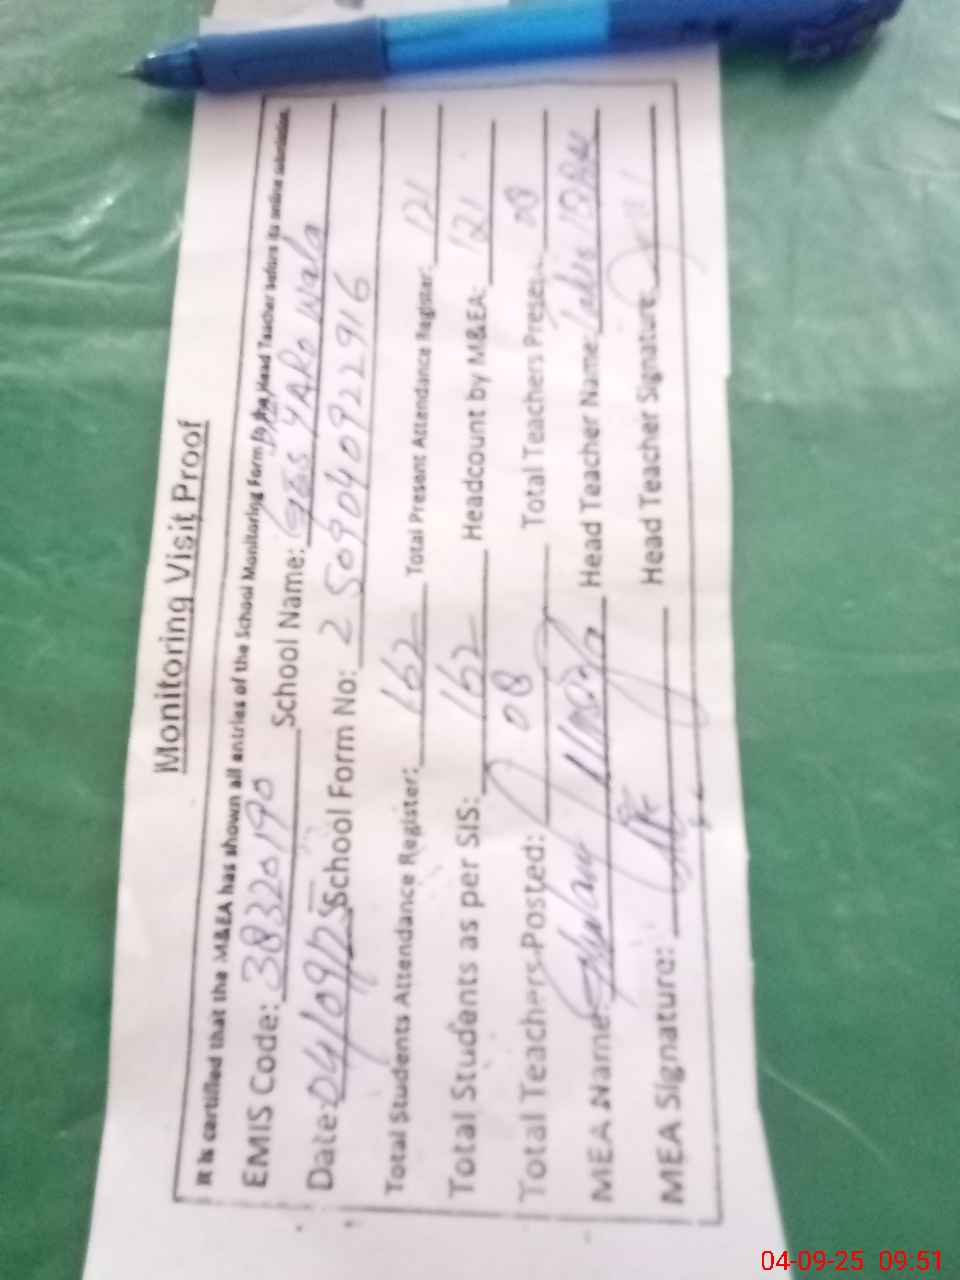 Monitoring Visit Proof
It is certified that the M&EA has shown all entries of the School Monitoring Form to the Head Teacher before its online submission.
EMIS Code: 38320190 School Name: GES YARO Wala
Date: 04/09/25 School Form No: 2 50904092 2916
Total Students Attendance Register: 162 Total Present Attendance Register: 121
Total Students as per SIS: 162 Headcount by M&EA: 121
Total Teachers Posted: 08 Total Teachers Present: 08
MEA Name: Head Teacher Name:
MEA Signature: Head Teacher Signature:
04-09-25 09:51